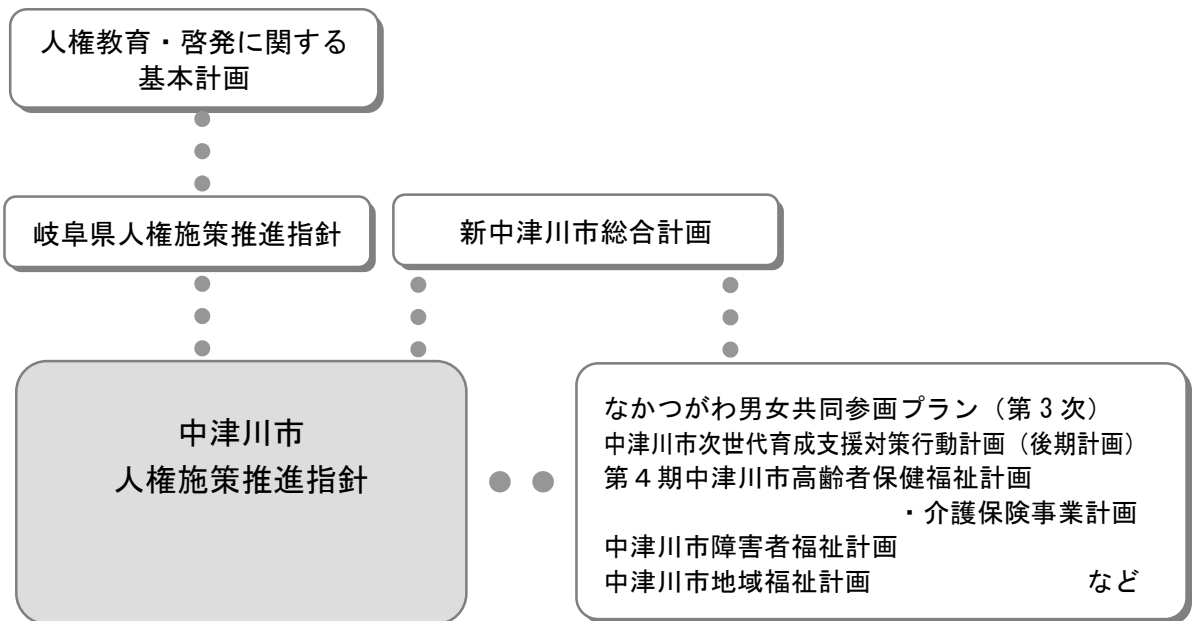 人権教育・啓発に関する
基本計画
岐阜県人権施策推進指針
新中津川市総合計画
中津川市
人権施策推進指針
なかつがわ男女共同参画プラン（第３次）
中津川市次世代育成支援対策行動計画（後期計画）
第４期中津川市高齢者保健福祉計画
・介護保険事業計画
中津川市障害者福祉計画
中津川市地域福祉計画　など